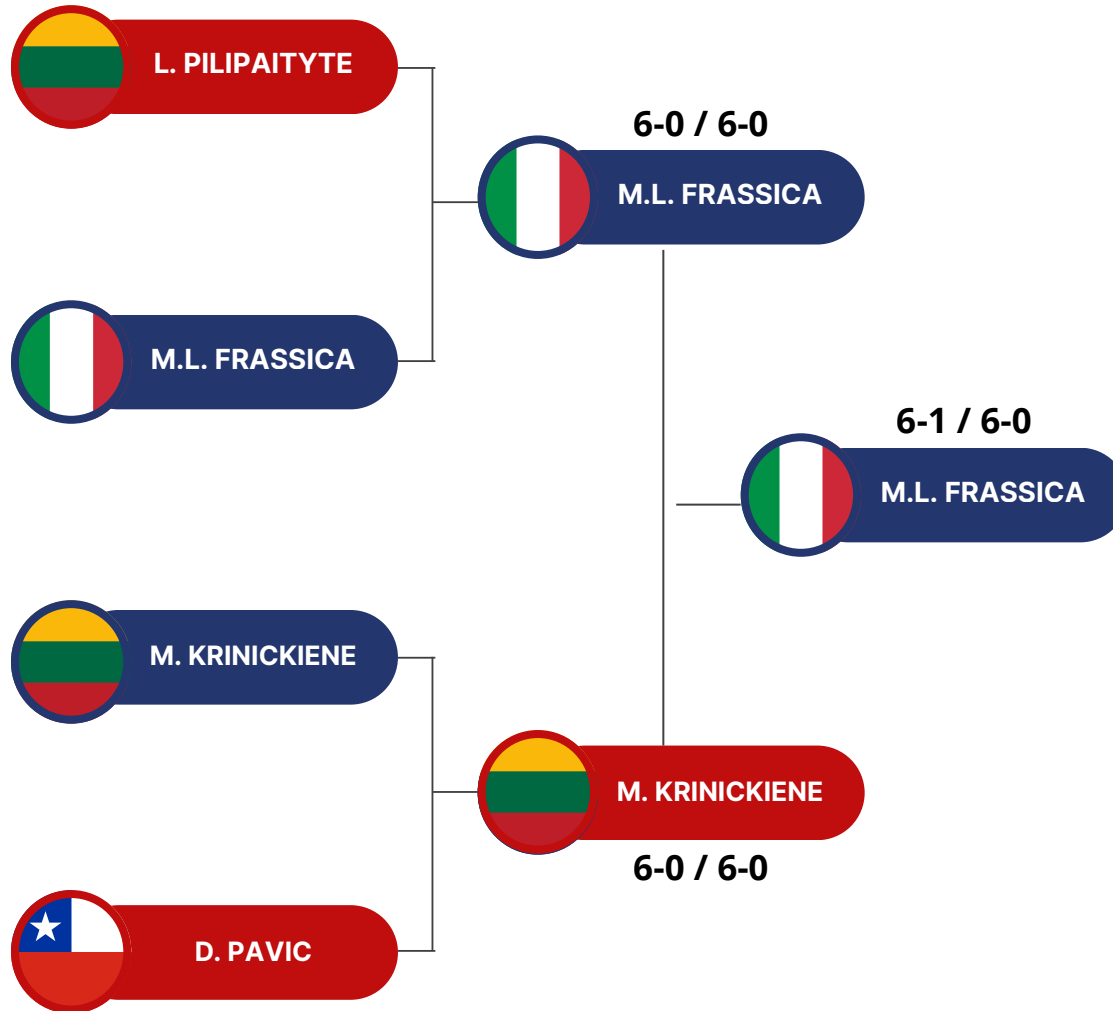 L. PILIPAITYTE
6-0 / 6-0
M.L. FRASSICA
M.L. FRASSICA
6-1 / 6-0
M.L. FRASSICA
M. KRINICKIENE
M. KRINICKIENE
6-0 / 6-0
D. PAVIC